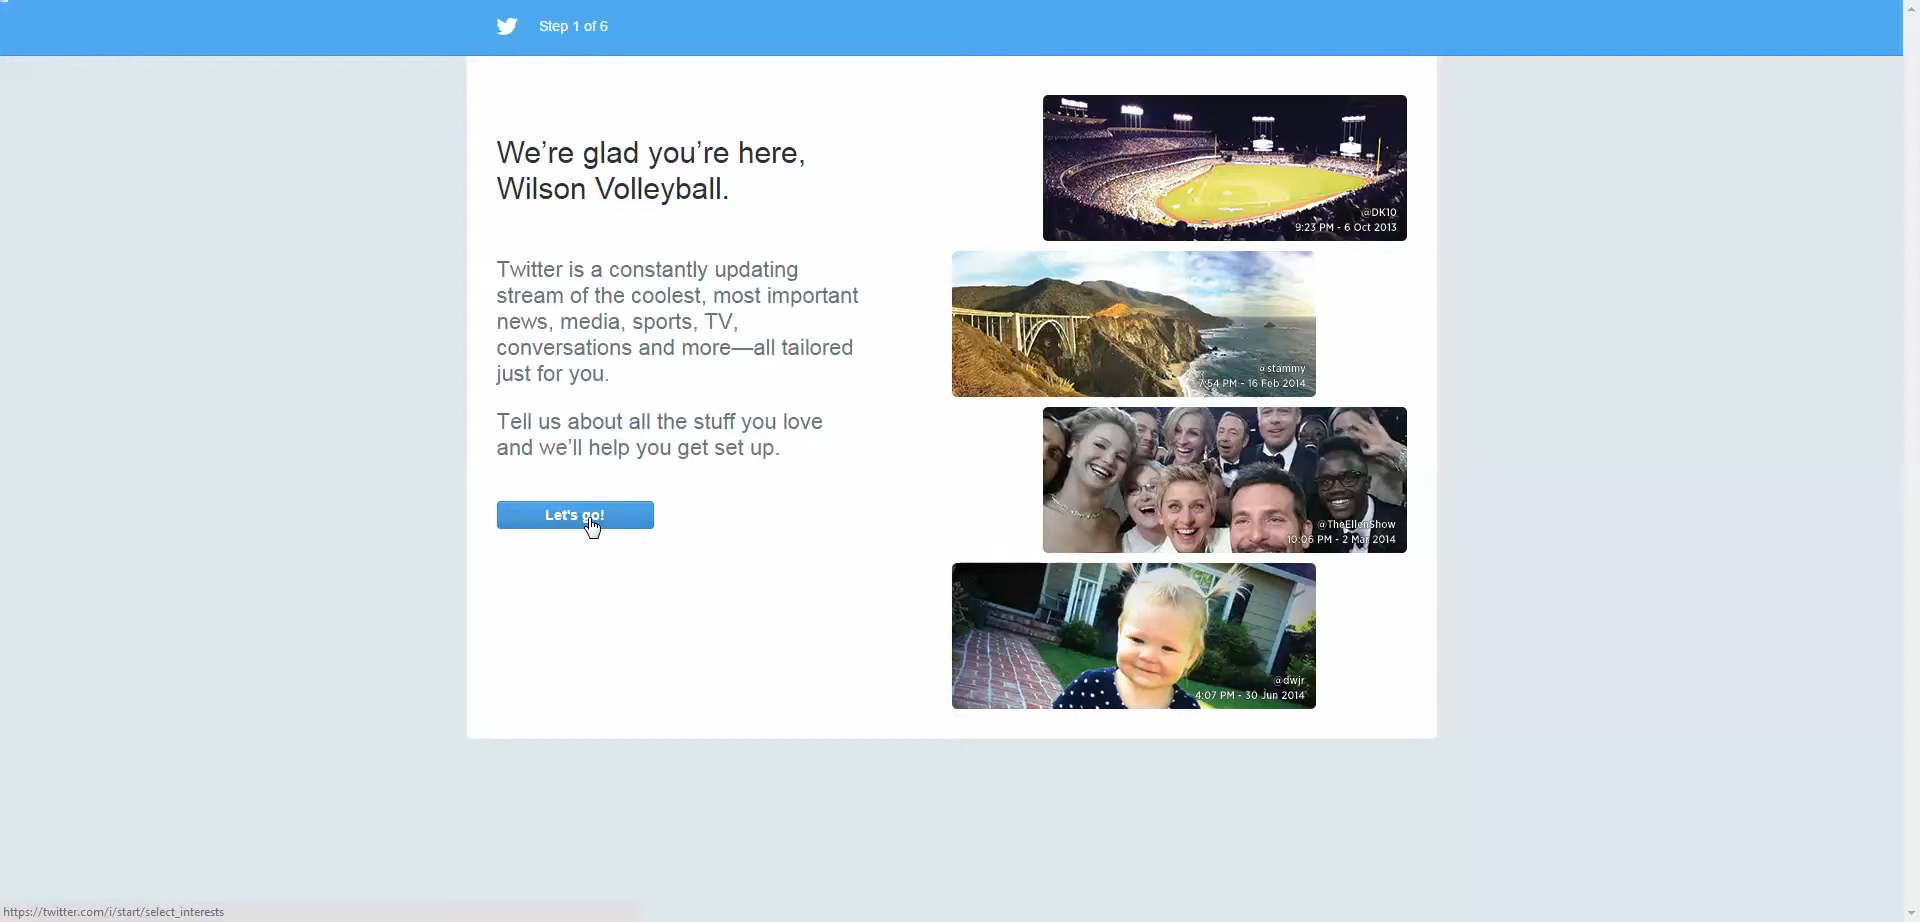 Step 1 of 6
We're glad you're here,
Wilson Volleyball.
Twitter is a constantly updating
stream of the coolest, most important
news, media, sports, TV,
conversations and more—all tailored
just for you.
Tell us about all the stuff you love
and we'll help you get set up.
Let's go!
@DK10
9:23 PM - 6 Oct 2013
@stammy
7:54 PM - 16 Feb 2014
@TheEllenShow
10:06 PM - 2 Mar 2014
@dwjr
4:07 PM - 30 Jun 2014
https://twitter.com/i/start/select_interests